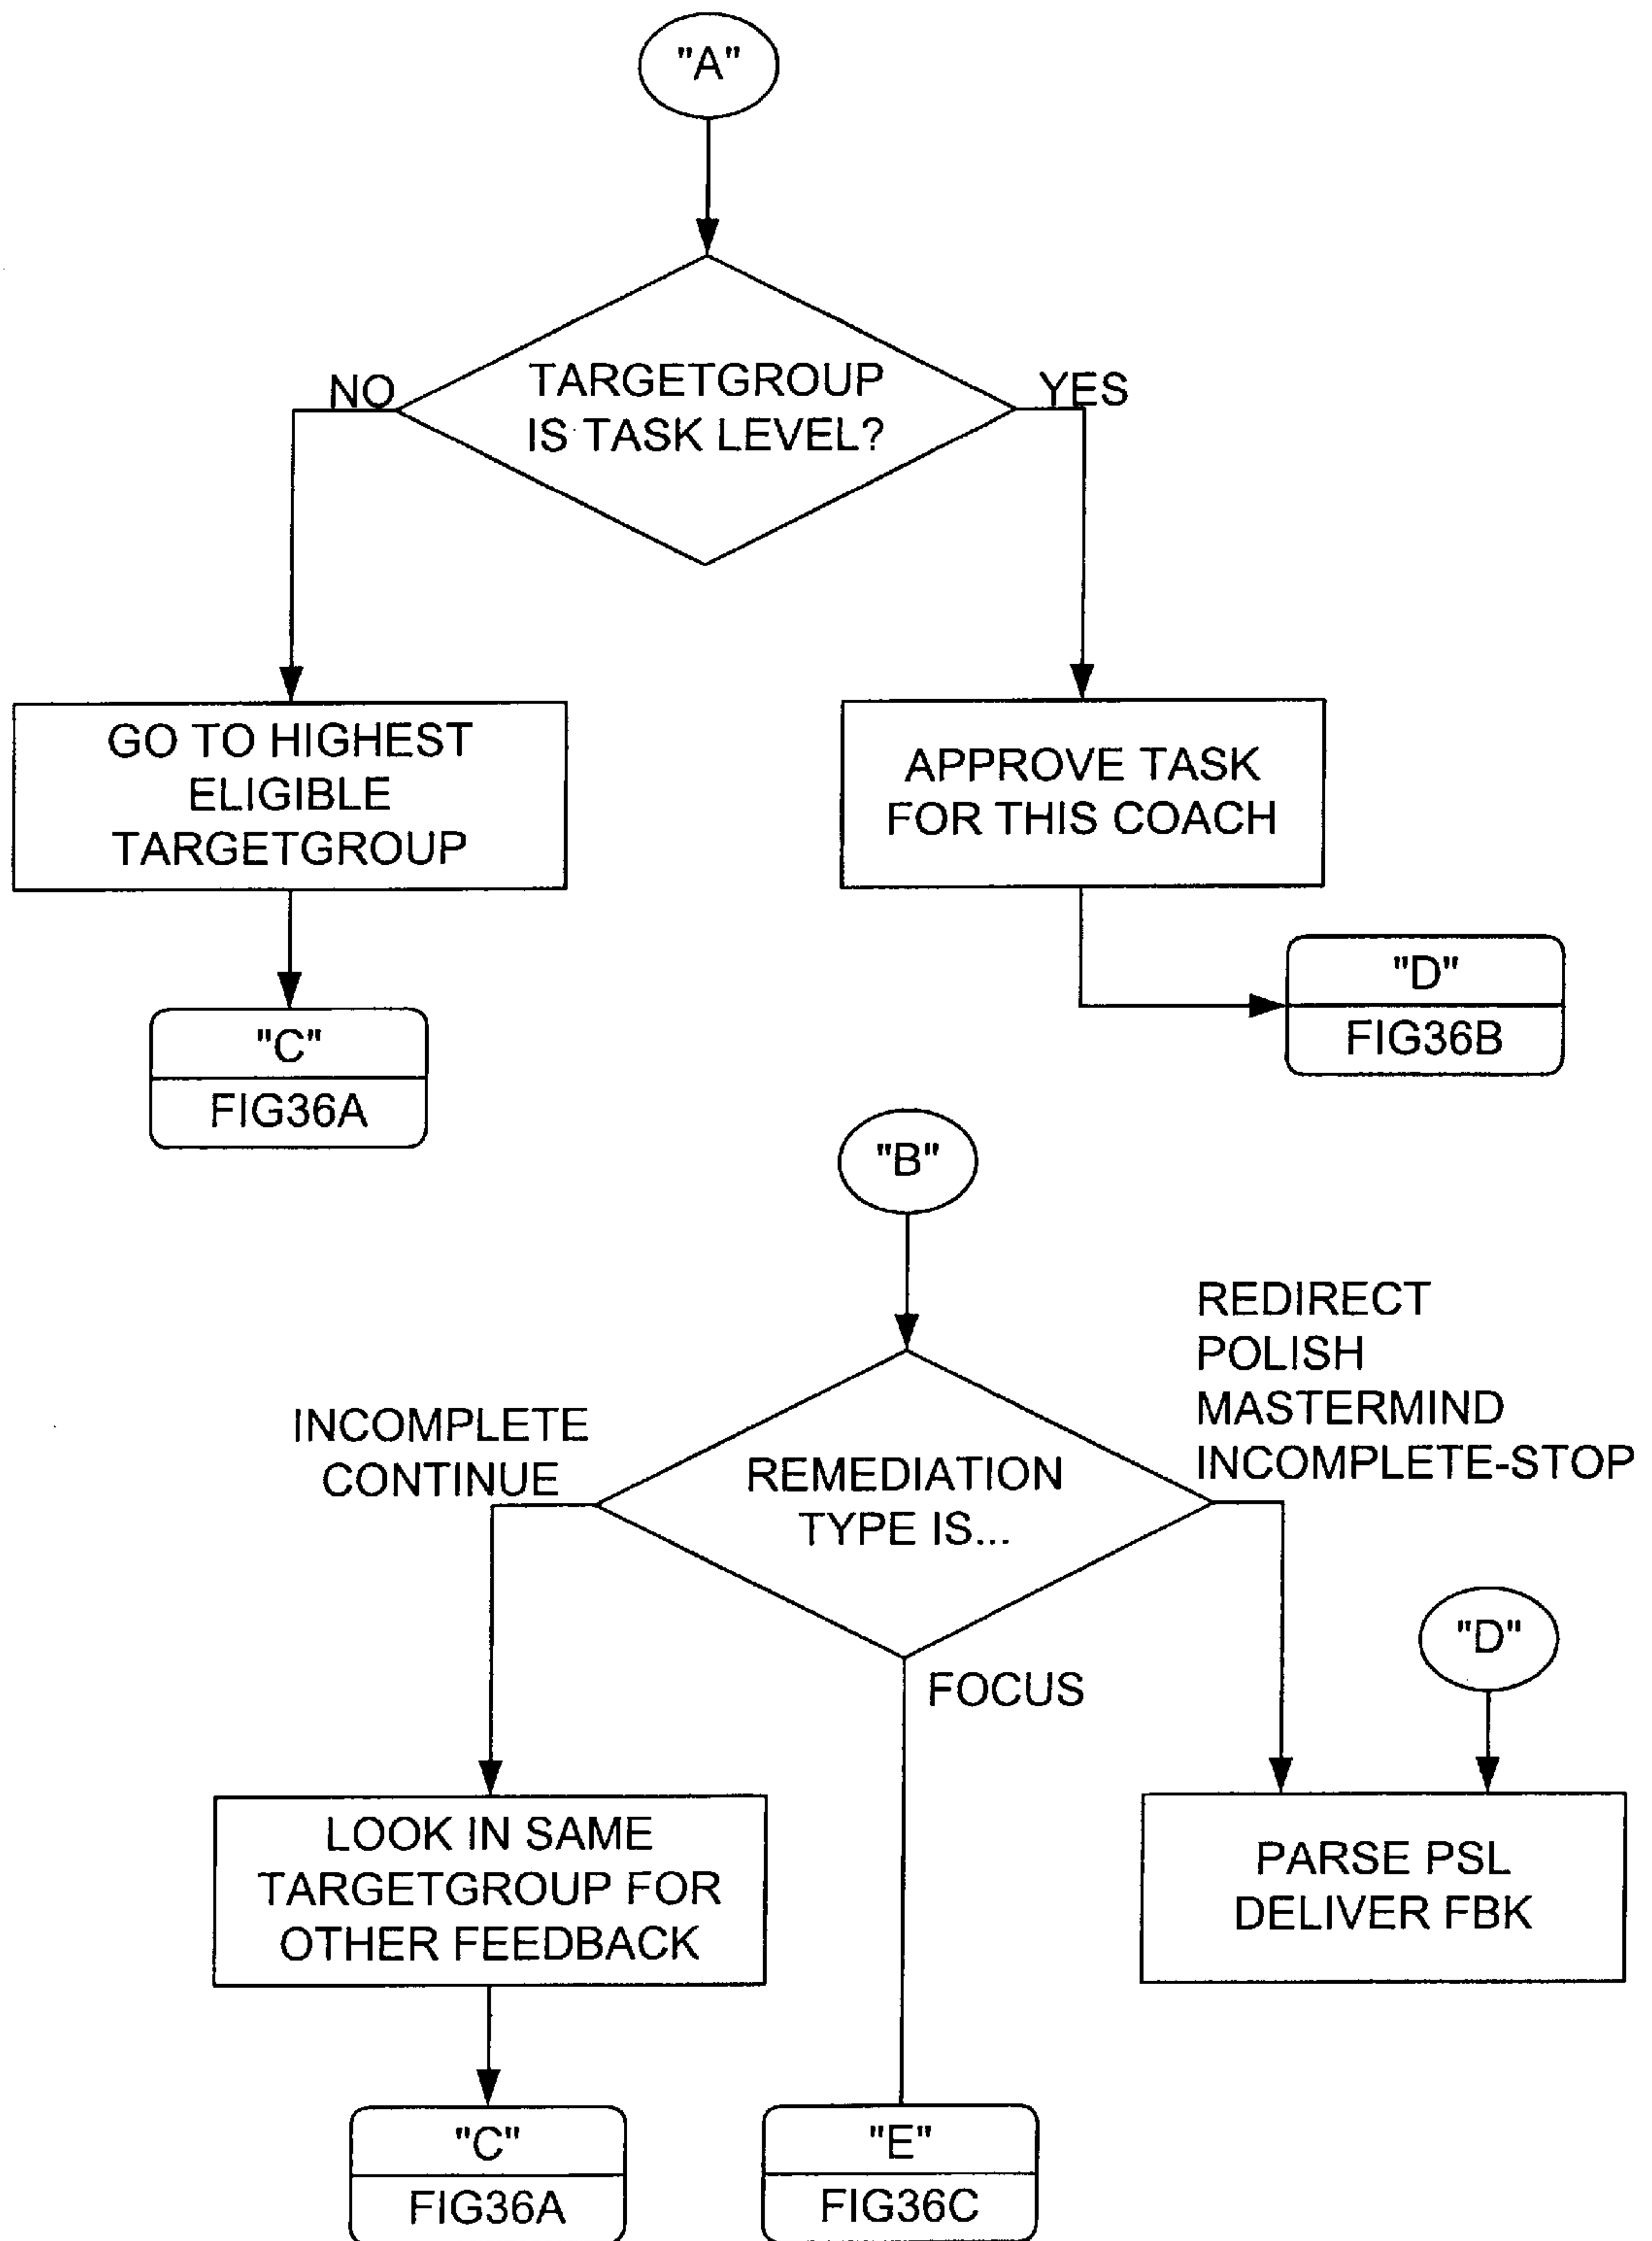 "A"
TARGETGROUP
IS TASK LEVEL?
NO
YES
GO TO HIGHEST
ELIGIBLE
TARGETGROUP
APPROVE TASK
FOR THIS COACH
"C"
FIG36A
"D"
FIG36B
"B"
REMEDIATION
TYPE IS...
INCOMPLETE
CONTINUE
REDIRECT
POLISH
MASTERMIND
INCOMPLETE-STOP
FOCUS
"D"
LOOK IN SAME
TARGETGROUP FOR
OTHER FEEDBACK
PARSE PSL
DELIVER FBK
"C"
FIG36A
"E"
FIG36C